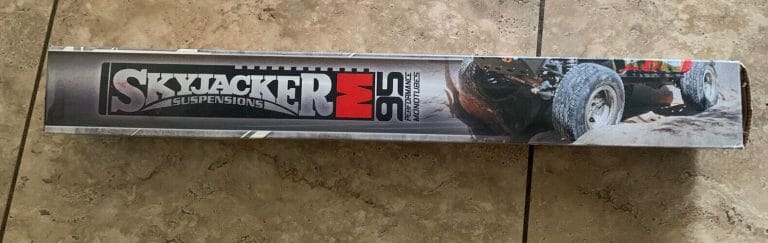 SKYJACKER
SUSPENSIONS
M
95
PERFORMANCE
MONOTUBES